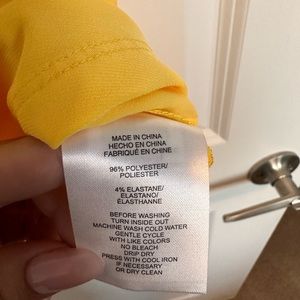 MADE IN CHINA
HECHO EN CHINA
FABRIQUÉ EN CHINE
96% POLYESTER/
POLIESTER
4% ELASTANE/
ELASTANO/
ÉLASTHANNE
BEFORE WASHING
TURN INSIDE OUT
MACHINE WASH COLD WATER
GENTLE CYCLE
WITH LIKE COLORS
NO BLEACH
DRIP DRY
PRESS WITH COOL IRON
IF NECESSARY
OR DRY CLEAN